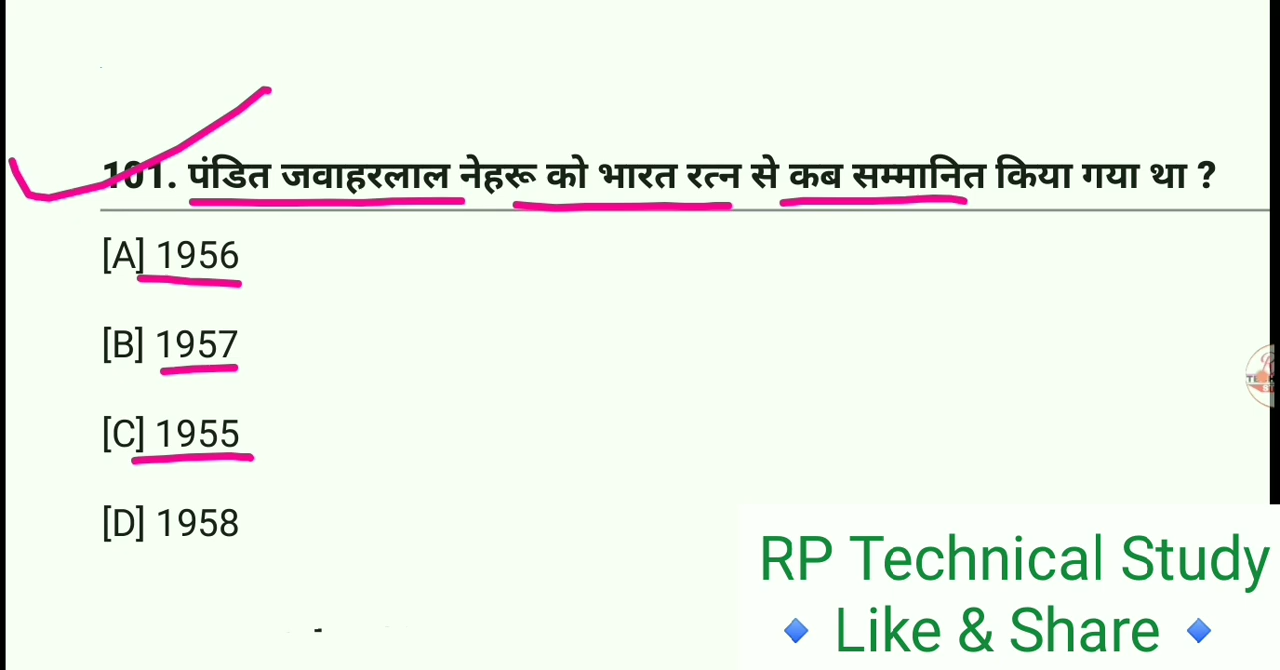 101. पंडित जवाहरलाल नेहरू को भारत रत्न से कब सम्मानित किया गया था ?
[A] 1956
[B] 1957
[C] 1955
[D] 1958
RP Technical Study
🔹 Like & Share 🔹